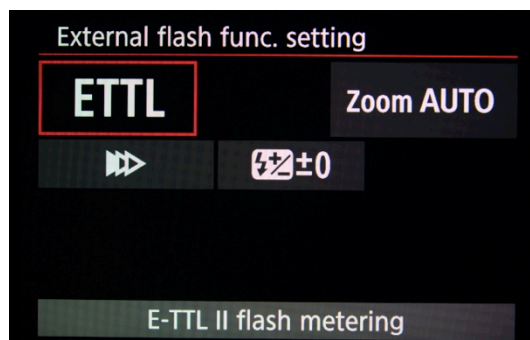 External flash func. setting
ETTL
Zoom AUTO
±0
E-TTL II flash metering